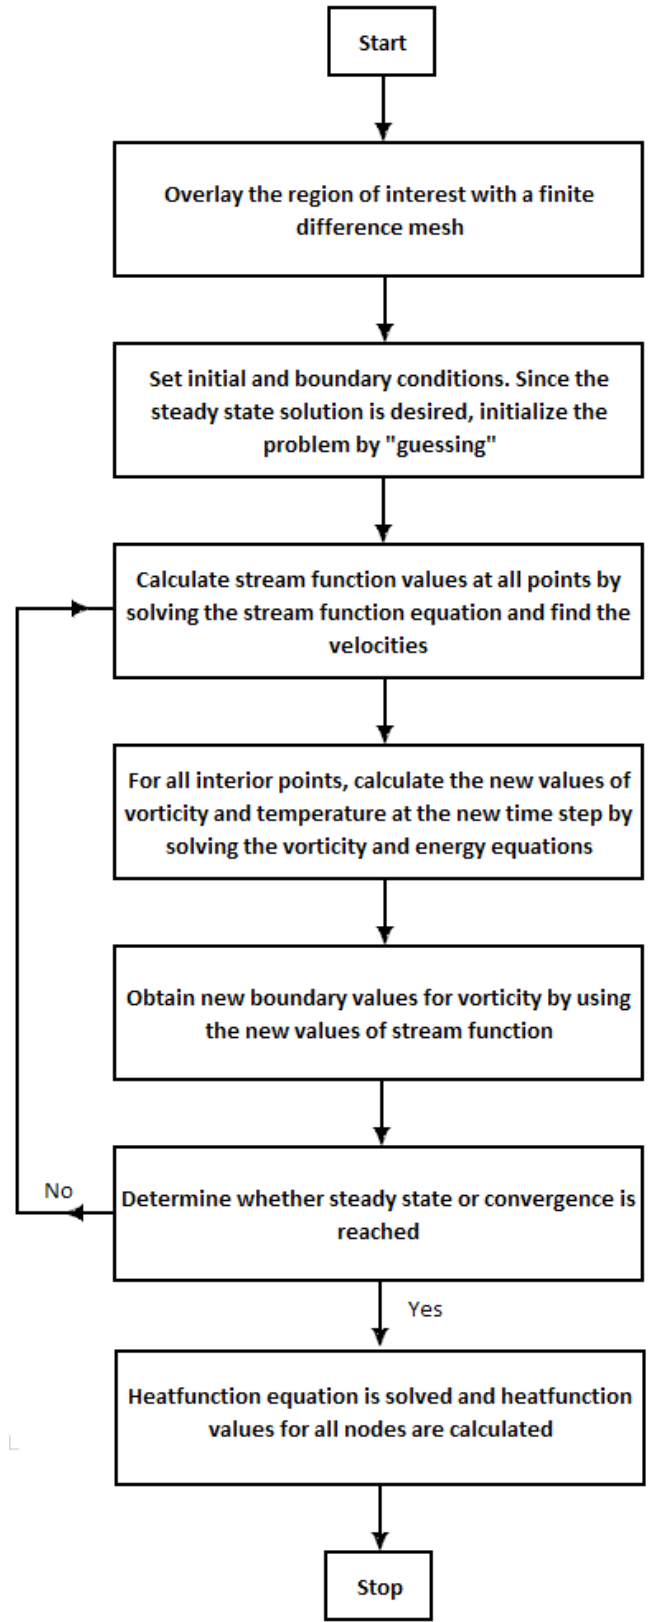 Start
Overlay the region of interest with a finite
difference mesh
Set initial and boundary conditions. Since the
steady state solution is desired, initialize the
problem by "guessing"
Calculate stream function values at all points by
solving the stream function equation and find the
velocities
For all interior points, calculate the new values of
vorticity and temperature at the new time step by
solving the vorticity and energy equations
Obtain new boundary values for vorticity by using
the new values of stream function
No
Determine whether steady state or convergence is
reached
Yes
Heatfunction equation is solved and heatfunction
values for all nodes are calculated
Stop